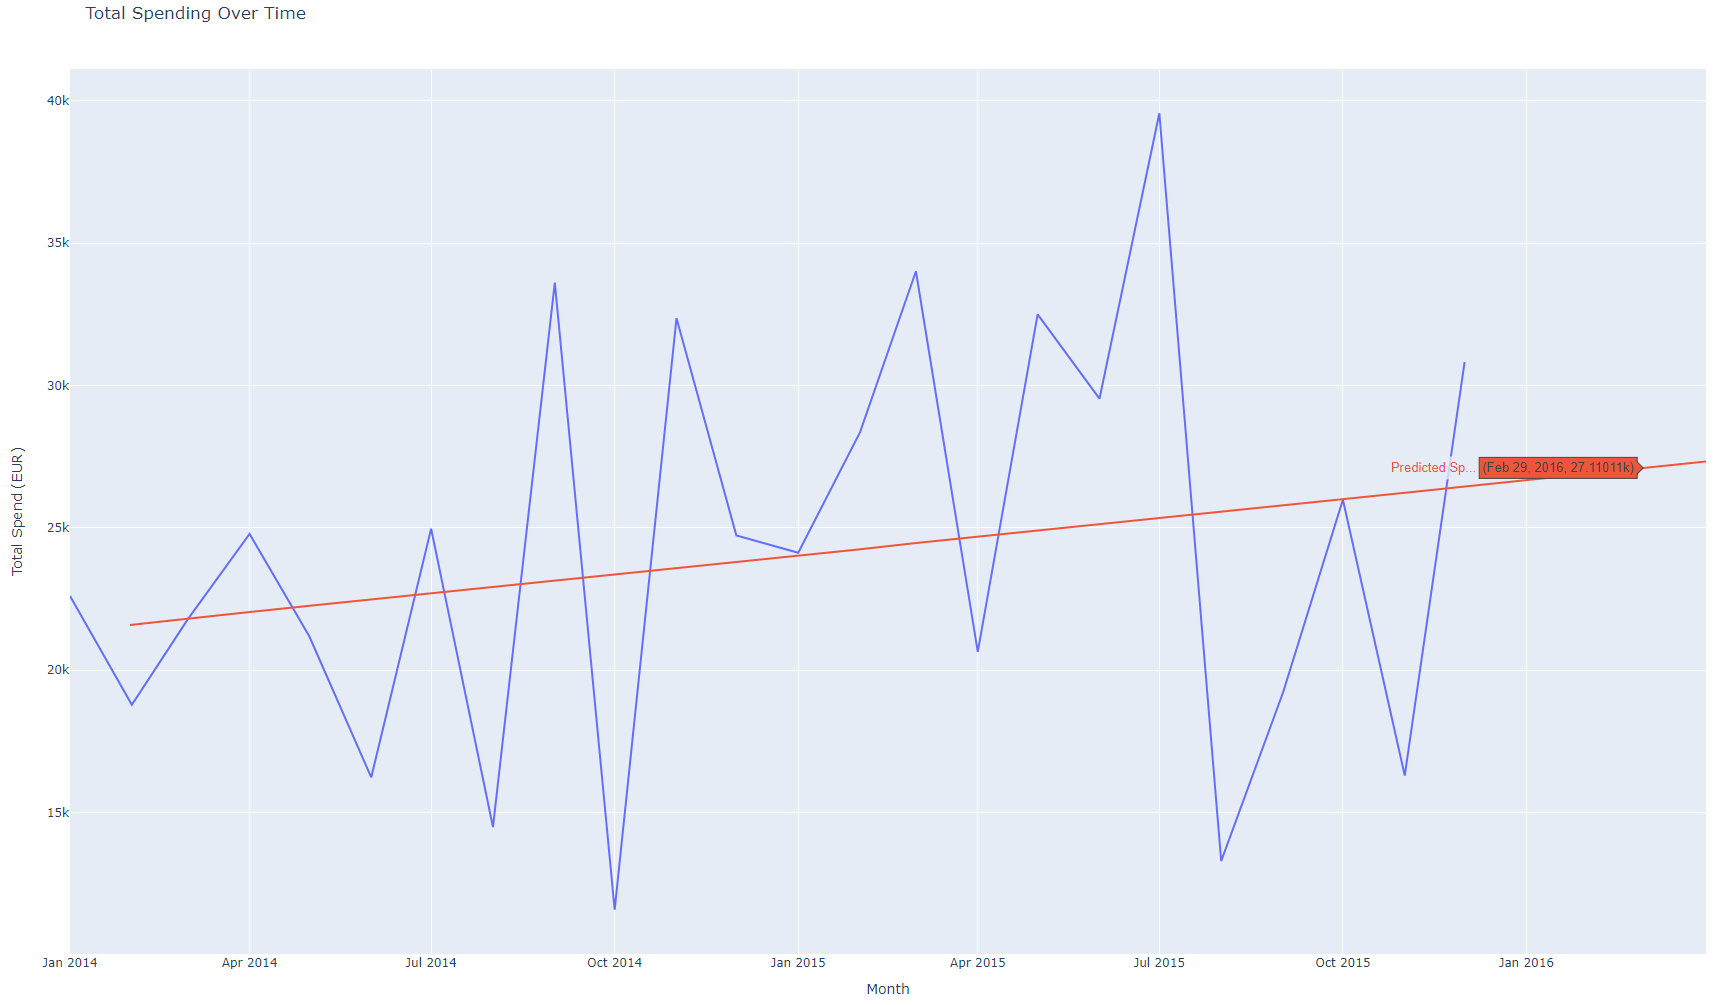 Total Spending Over Time
Total Spend (EUR)
40k
35k
30k
25k
20k
15k
Predicted Sp... (Feb 29, 2016, 27.11011k)
Jan 2014 Apr 2014 Jul 2014 Oct 2014 Jan 2015 Apr 2015 Jul 2015 Oct 2015 Jan 2016
Month